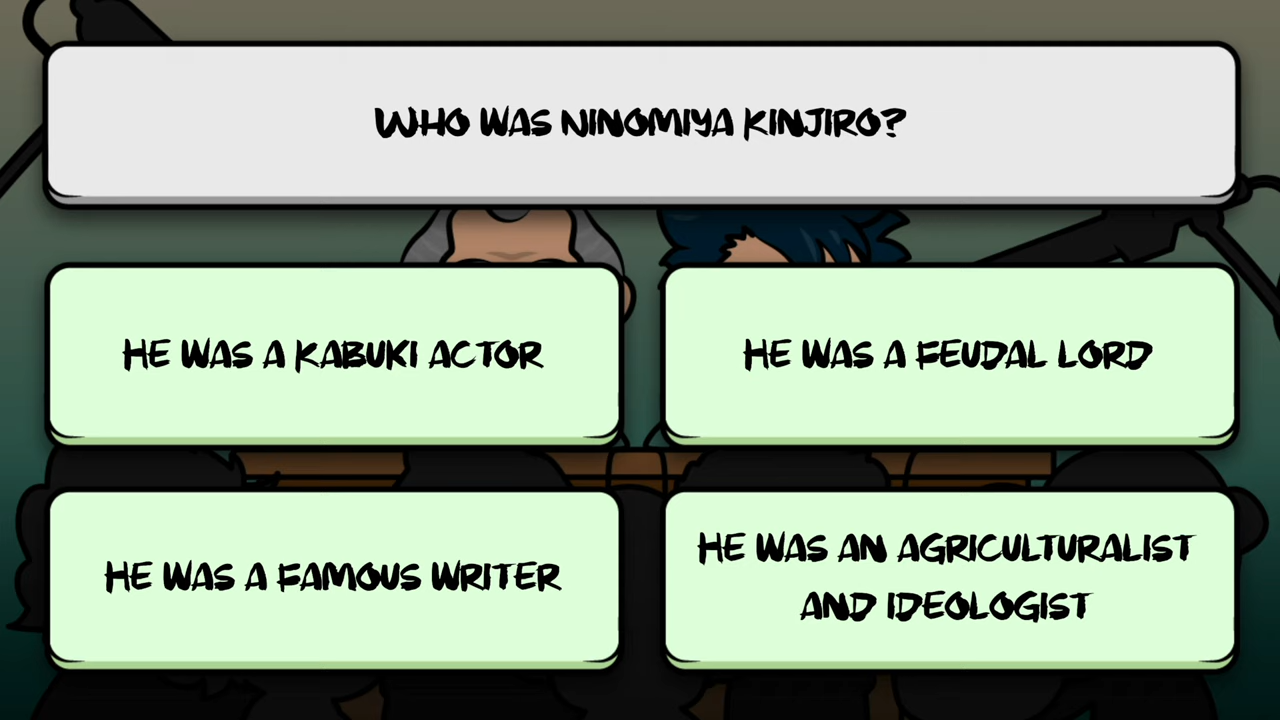 WHO WAS NINOMIYA KINJIRO?
HE WAS A KABUKI ACTOR
HE WAS A FEUDAL LORD
HE WAS A FAMOUS WRITER
HE WAS AN AGRICULTURALIST
AND IDEOLOGIST